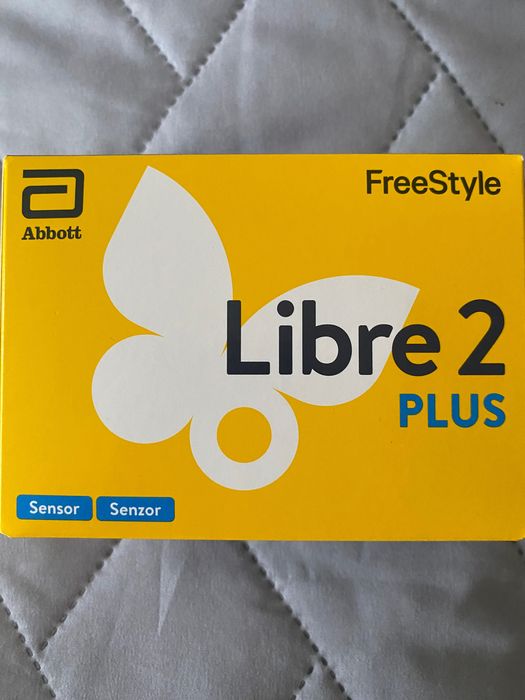 Abbott
FreeStyle
Libre 2
PLUS
Sensor Senzor